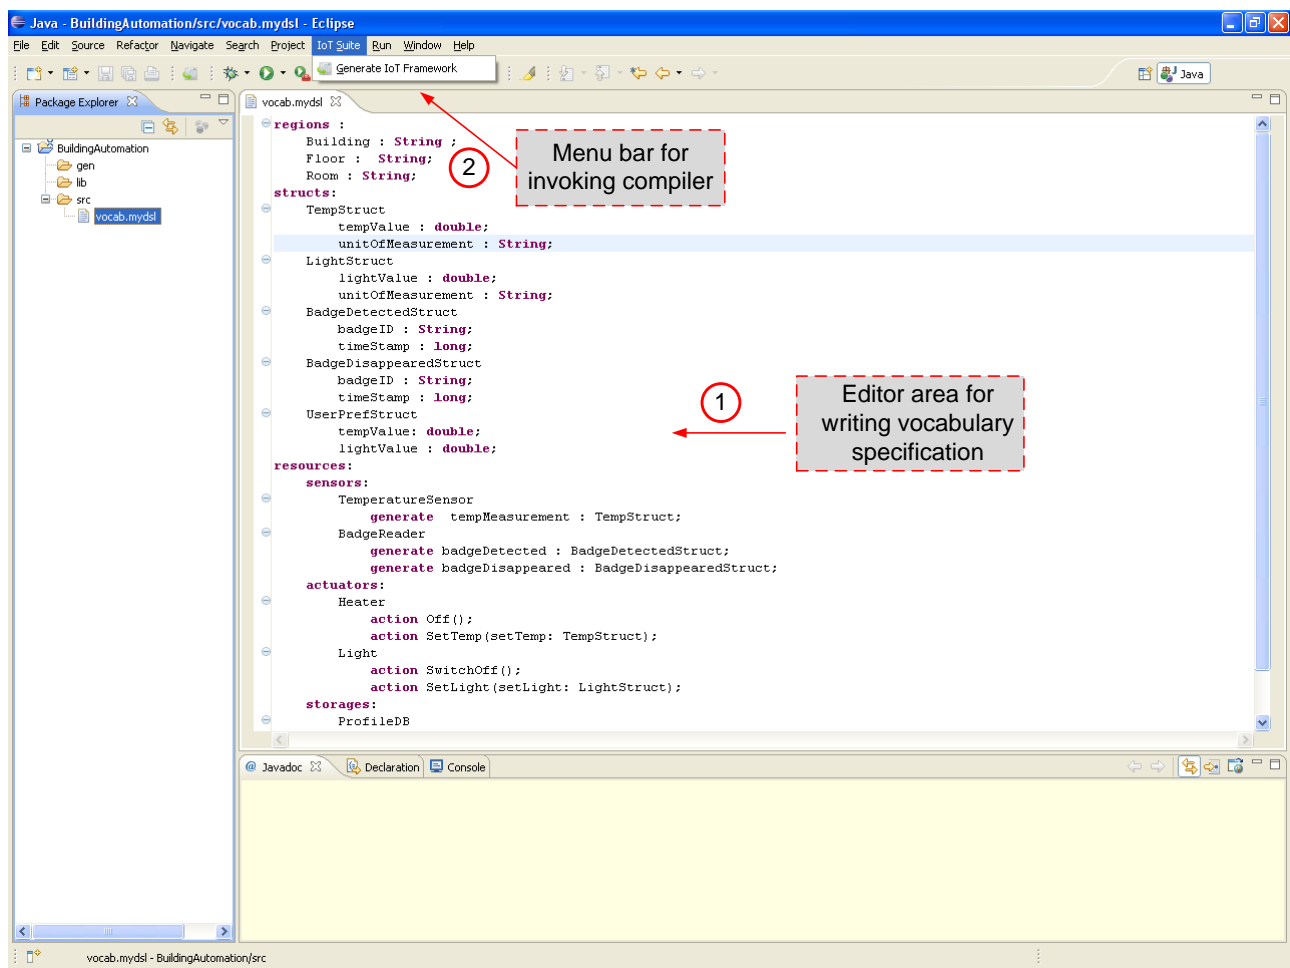 Java - BuildingAutomation/src/vocab.mydsl - Eclipse
File Edit Source Refactor Navigate Search Project IoT Suite Run Window Help
Generate IoT Framework
Java
Package Explorer
vocab.mydsl
BuildingAutomation
gen
lib
src
vocab.mydsl
regions :
Building : String ;
Floor : String;
Room : String;
structs:
TempStruct
tempValue : double;
unitOfMeasurement : String;
LightStruct
lightValue : double;
unitOfMeasurement : String;
BadgeDetectedStruct
badgeID : String;
timeStamp : long;
BadgeDisappearedStruct
badgeID : String;
timeStamp : long;
UserPrefStruct
tempValue: double;
lightValue : double;
resources:
sensors:
TemperatureSensor
generate tempMeasurement : TempStruct;
BadgeReader
generate badgeDetected : BadgeDetectedStruct;
generate badgeDisappeared : BadgeDisappearedStruct;
actuators:
Heater
action Off();
action SetTemp(setTemp: TempStruct);
Light
action SwitchOff();
action SetLight(setLight: LightStruct);
storages:
ProfileDB
2
Menu bar for
invoking compiler
1
Editor area for
writing vocabulary
specification
@ Javadoc Declaration Console
vocab.mydsl - BuildingAutomation/src